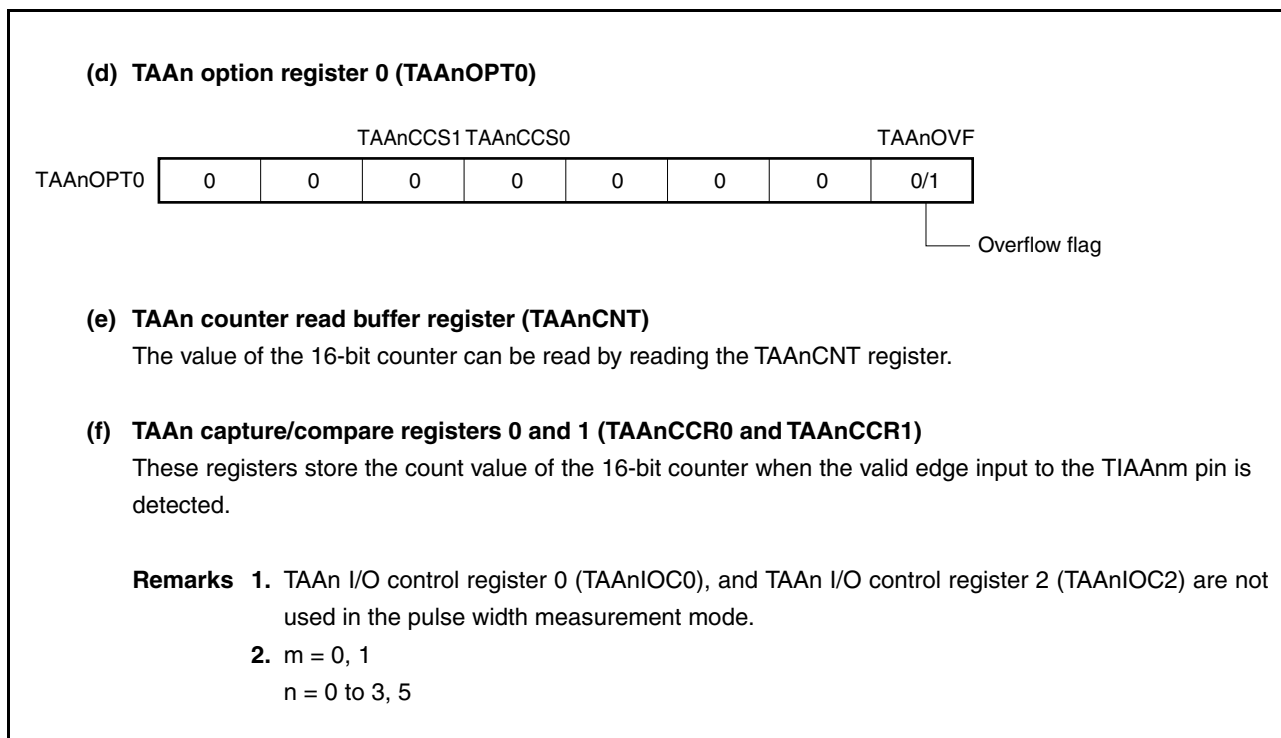 (d) TAAn option register 0 (TAAnOPT0)
TAAnCCS1 TAAnCCS0 TAAnOVF
TAAnOPT0 0 0 0 0 0 0 0 0/1
Overflow flag
(e) TAAn counter read buffer register (TAAnCNT)
The value of the 16-bit counter can be read by reading the TAAnCNT register.
(f) TAAn capture/compare registers 0 and 1 (TAAnCCR0 and TAAnCCR1)
These registers store the count value of the 16-bit counter when the valid edge input to the TIAAnm pin is
detected.
Remarks 1. TAAn I/O control register 0 (TAAnIOC0), and TAAn I/O control register 2 (TAAnIOC2) are not
used in the pulse width measurement mode.
2. m = 0, 1
n = 0 to 3, 5